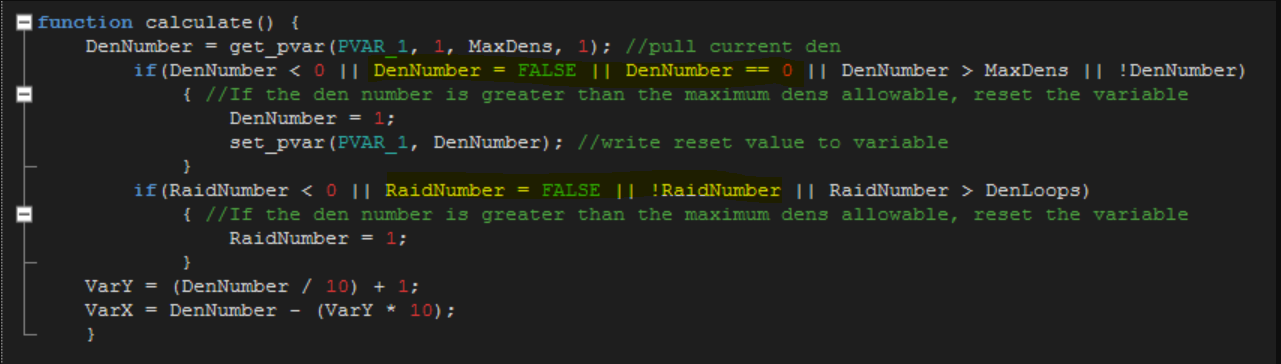 function calculate() {
DenNumber = get_pvar(PVAR_1, 1, MaxDens, 1); //pull current den
if(DenNumber < 0 || DenNumber = FALSE || DenNumber == 0 || DenNumber > MaxDens || !DenNumber)
{ //If the den number is greater than the maximum dens allowable, reset the variable
DenNumber = 1;
set_pvar(PVAR_1, DenNumber); //write reset value to variable
}
if(RaidNumber < 0 || RaidNumber = FALSE || !RaidNumber || RaidNumber > DenLoops)
{ //If the den number is greater than the maximum dens allowable, reset the variable
RaidNumber = 1;
}
VarY = (DenNumber / 10) + 1;
VarX = DenNumber - (VarY * 10);
}